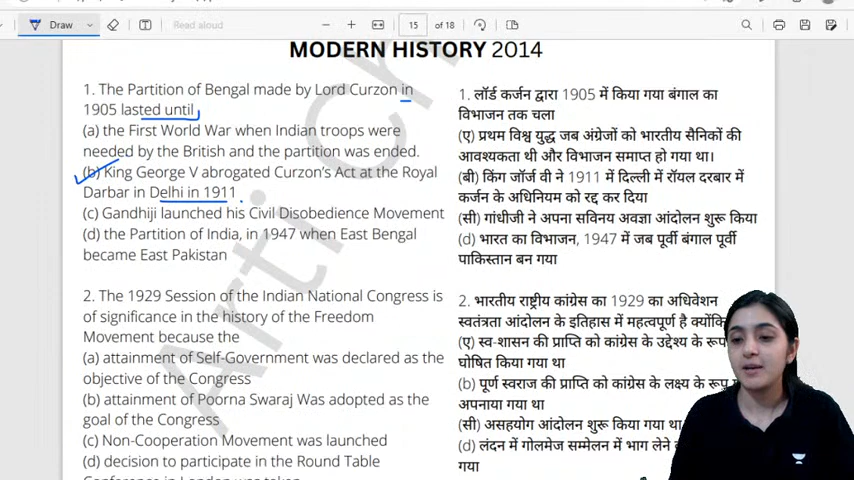 Draw
Read aloud
15 of 18
MODERN HISTORY 2014
1. The Partition of Bengal made by Lord Curzon in
1905 lasted until
(a) the First World War when Indian troops were
needed by the British and the partition was ended.
(b) King George V abrogated Curzon's Act at the Royal
Darbar in Delhi in 1911.
(c) Gandhiji launched his Civil Disobedience Movement
(d) the Partition of India, in 1947 when East Bengal
became East Pakistan
2. The 1929 Session of the Indian National Congress is
of significance in the history of the Freedom
Movement because the
(a) attainment of Self-Government was declared as the
objective of the Congress
(b) attainment of Poorna Swaraj Was adopted as the
goal of the Congress
(c) Non-Cooperation Movement was launched
(d) decision to participate in the Round Table
Conference in London was taken
1. लॉर्ड कर्जन द्वारा 1905 में किया गया बंगाल का
विभाजन तक चला
(ए) प्रथम विश्व युद्ध जब अंग्रेजों को भारतीय सैनिकों की
आवश्यकता थी और विभाजन समाप्त हो गया था।
(बी) किंग जॉर्ज वी ने 1911 में दिल्ली में रॉयल दरबार में
कर्जन के अधिनियम को रद्द कर दिया
(सी) गांधीजी ने अपना सविनय अवज्ञा आंदोलन शुरू किया
(d) भारत का विभाजन, 1947 में जब पूर्वी बंगाल पूर्वी
पाकिस्तान बन गया
2. भारतीय राष्ट्रीय कांग्रेस का 1929 का अधिवेशन
स्वतंत्रता आंदोलन के इतिहास में महत्वपूर्ण है
(ए) स्व-शासन की प्राप्ति को कांग्रेस के उद्देश्य के रूप
घोषित किया गया था
(b) पूर्ण स्वराज की प्राप्ति को कांग्रेस के लक्ष्य के रूप
अपनाया गया था
(सी) असहयोग आंदोलन शुरू किया गया था
(d) लंदन में गोलमेज सम्मेलन में भाग लेने
गया
Arti